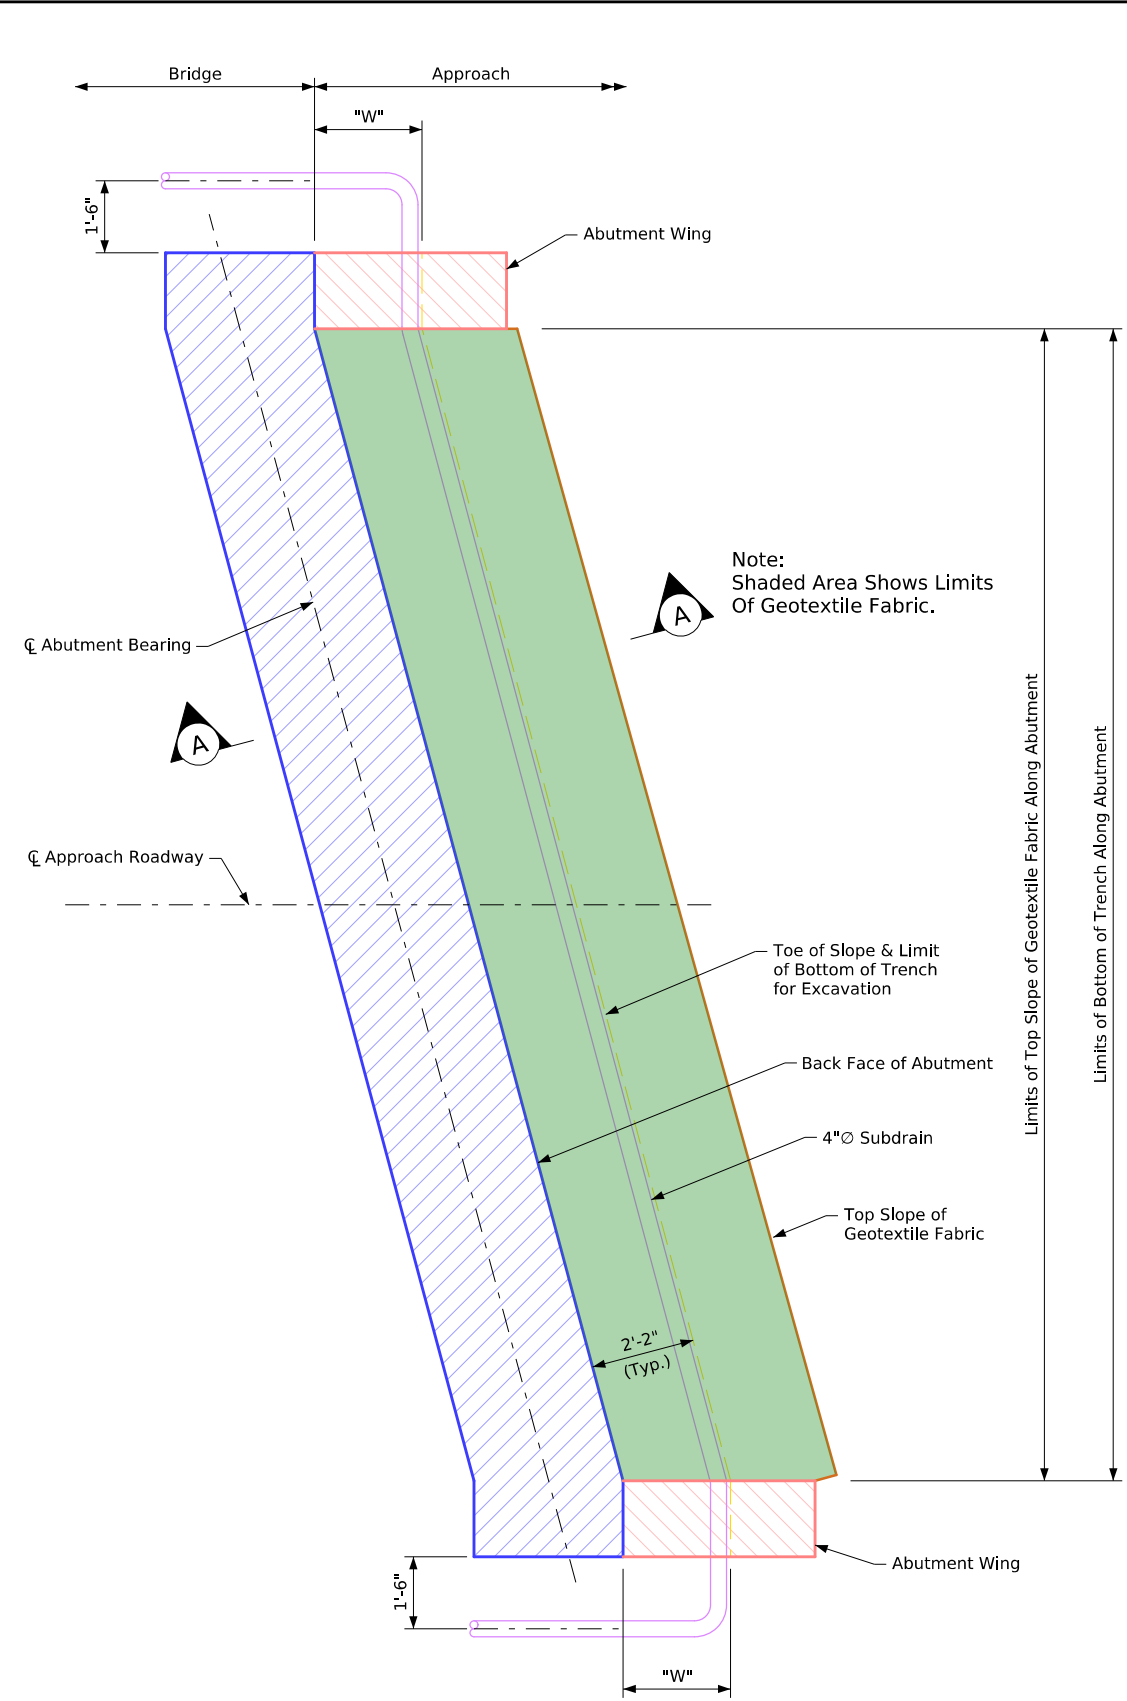 Bridge
Approach
"W"
1'-6"
Abutment Wing
Note:
Shaded Area Shows Limits
Of Geotextile Fabric.
A
℄ Abutment Bearing
A
Limits of Top Slope of Geotextile Fabric Along Abutment
Limits of Bottom of Trench Along Abutment
℄ Approach Roadway
Toe of Slope & Limit
of Bottom of Trench
for Excavation
Back Face of Abutment
4"∅ Subdrain
Top Slope of
Geotextile Fabric
2'-2"
(Typ.)
Abutment Wing
1'-6"
"W"